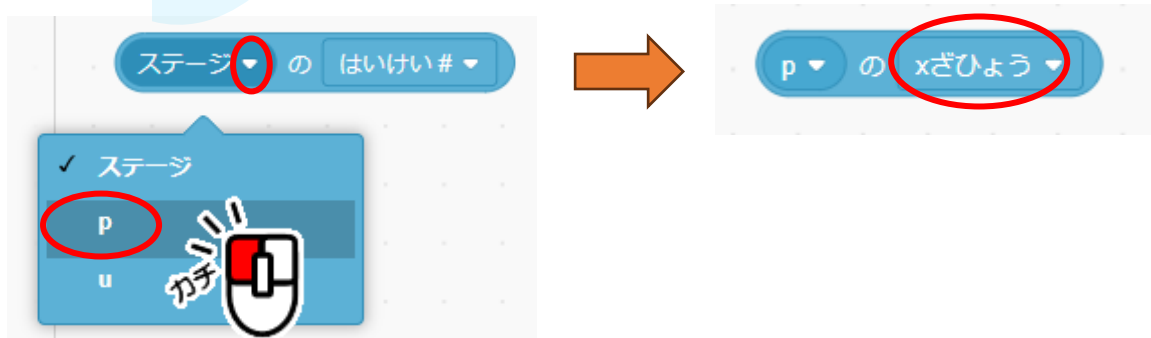 ステージ の はいけい #
✓ ステージ
p
u
カチ
p の xざひょう